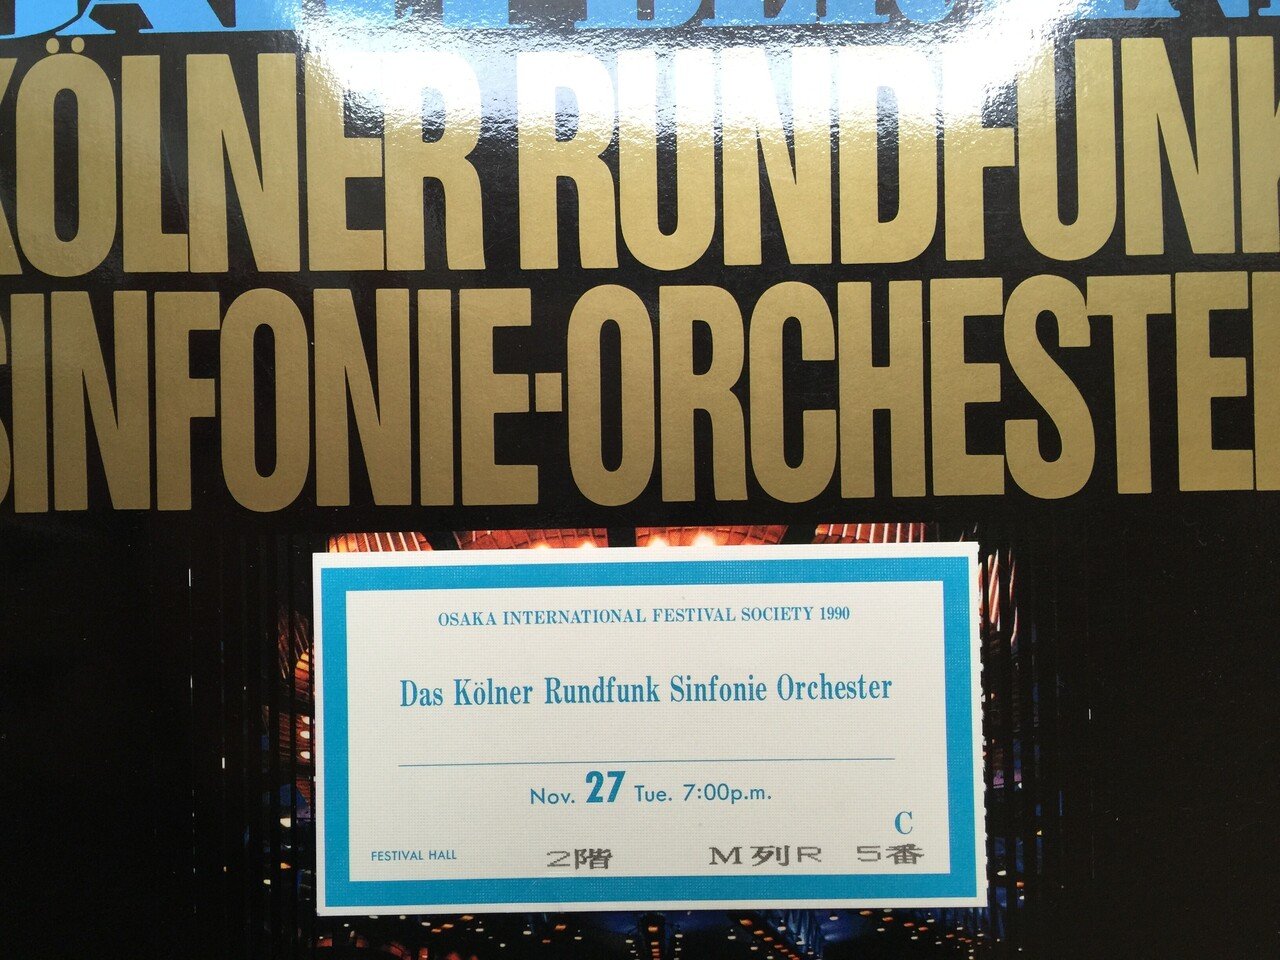 KÖLNER RUNDFUNK
SINFONIE-ORCHESTER
OSAKA INTERNATIONAL FESTIVAL SOCIETY 1990
Das Kölner Rundfunk Sinfonie Orchester
Nov. 27 Tue. 7:00p.m.
C
FESTIVAL HALL 2階 M列R 5番